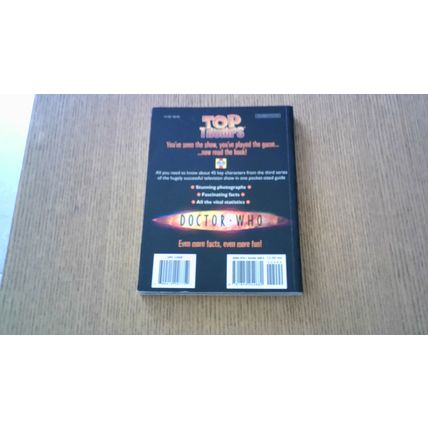 TOP
TRUMPS
You've seen the show, you've played the game...
...now read the book!
All you need to know about 45 key characters from the third series
of the hugely successful television show in one pocket-sized guide
Stunning photographs
Fascinating facts
All the vital statistics
DOCTOR · WHO
Even more facts, even more fun!